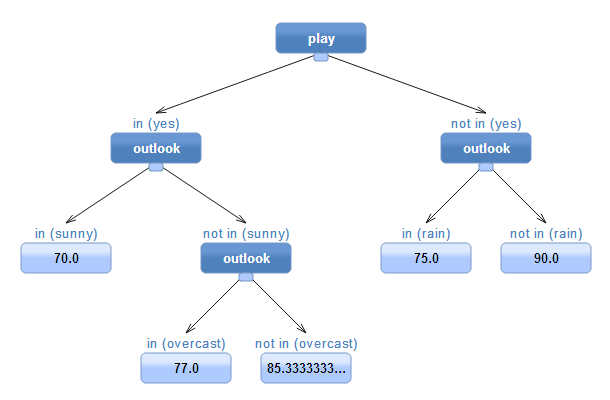 play
in (yes)
not in (yes)
outlook
outlook
in (sunny)
not in (sunny)
in (rain)
not in (rain)
70.0
outlook
75.0
90.0
in (overcast)
not in (overcast)
77.0
85.3333333...